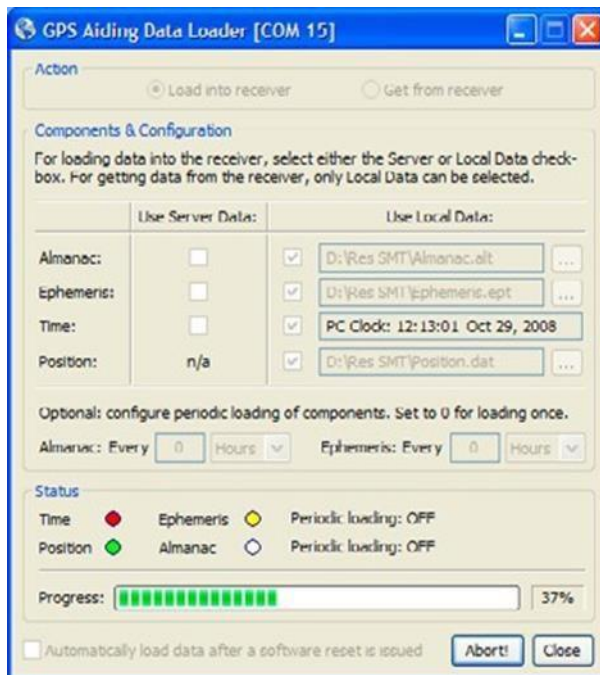 GPS Aiding Data Loader [COM 15]
Action
Load into receiver Get from receiver
Components & Configuration
For loading data into the receiver, select either the Server or Local Data check-
box. For getting data from the receiver, only Local Data can be selected.
Use Server Data: Use Local Data:
Almanac: D:\Res SMT\Almanac.alt ...
Ephemeris: D:\Res SMT\Ephemeris.ept ...
Time: PC Clock: 12:13:01 Oct 29, 2008
Position: n/a D:\Res SMT\Position.dat ...
Optional: configure periodic loading of components. Set to 0 for loading once.
Almanac: Every 0 Hours Ephemeris: Every 0 Hours
Status
Time Ephemeris Periodic loading: OFF
Position Almanac Periodic loading: OFF
Progress: 37%
Automatically load data after a software reset is issued Abort! Close